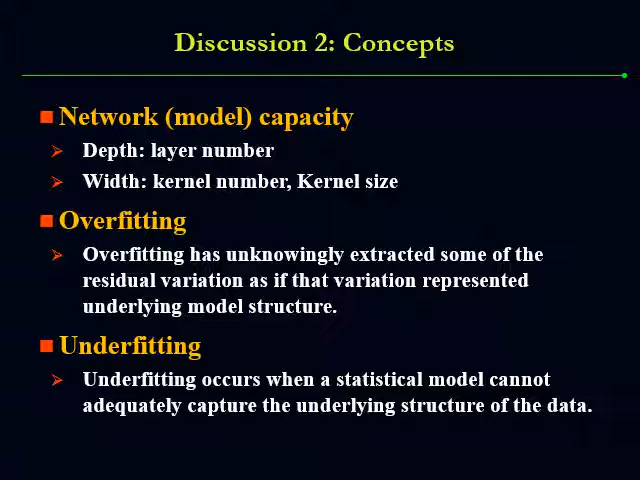 Discussion 2: Concepts
Network (model) capacity
Depth: layer number
Width: kernel number, Kernel size
Overfitting
Overfitting has unknowingly extracted some of the
residual variation as if that variation represented
underlying model structure.
Underfitting
Underfitting occurs when a statistical model cannot
adequately capture the underlying structure of the data.